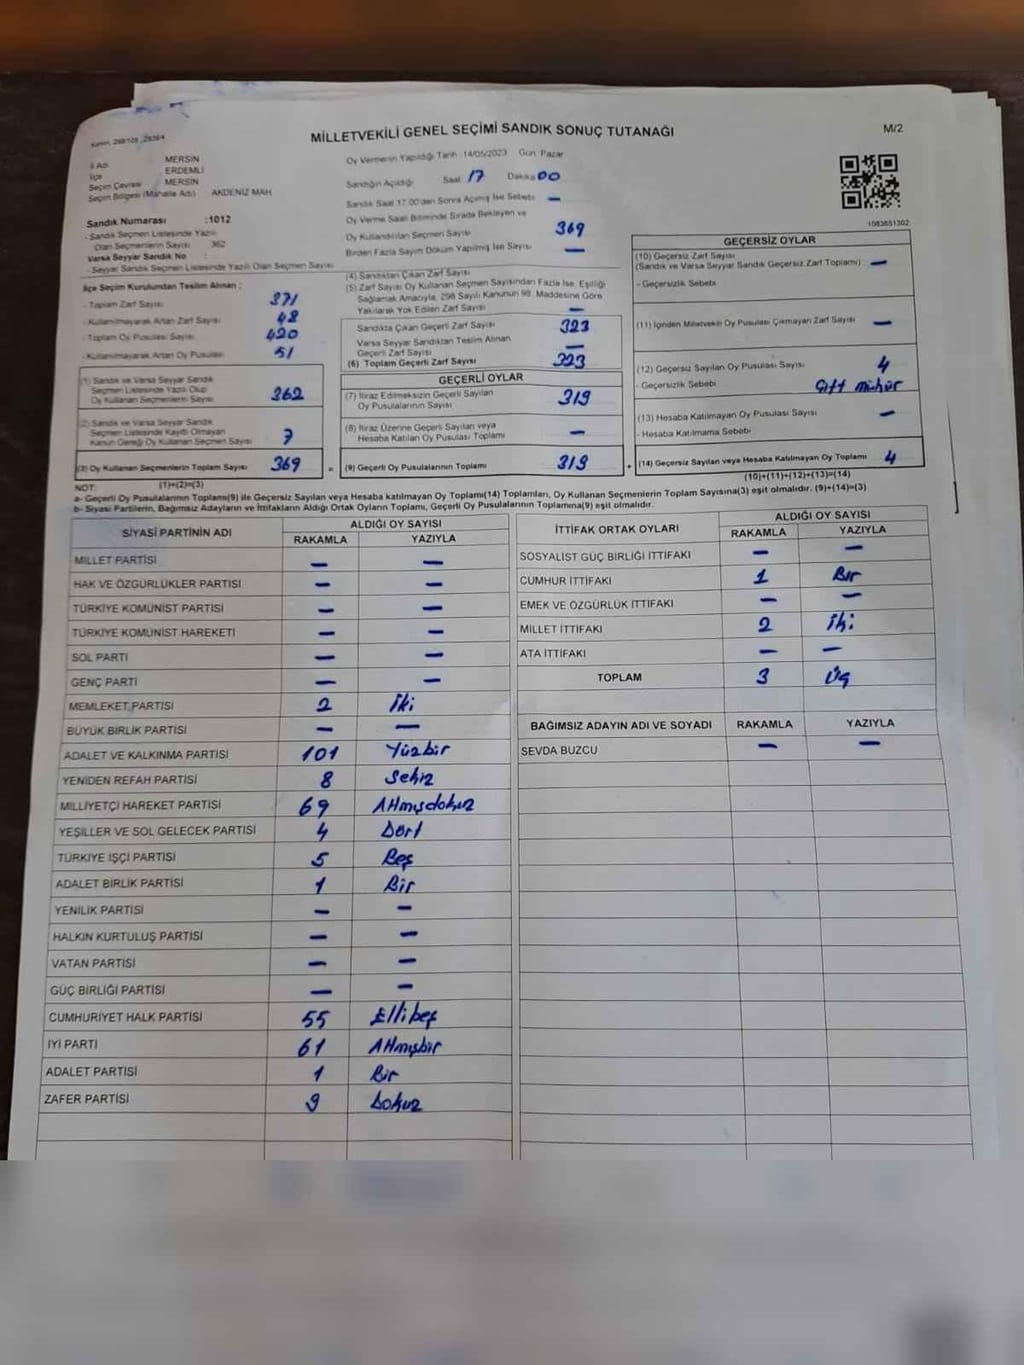 MİLLETVEKİLİ GENEL SEÇİMİ SANDIK SONUÇ TUTANAĞI
M/2
İl Adı MERSİN
İlçe ERDEMLİ
Seçim Çevresi MERSİN
Seçim Bölgesi (Mahalle Adı) AKDENİZ MAH
Sandık Numarası :1012
- Sandık Seçmen Listesinde Yazılı
Olan Seçmenlerin Sayısı 362
Varsa Seyyar Sandık No :
- Seyyar Sandık Seçmen Listesinde Yazılı Olan Seçmen Sayısı
Oy Vermenin Yapıldığı Tarih :14/05/2023 Gün: Pazar
Sandığın Açıldığı Saat 17 Dakika 00
Sandık Saat 17.00'den Sonra Açılmış İse Sebebi —
Oy Verme Saati Bitiminde Sırada Bekleyen ve
Oy Kullandırılan Seçmen Sayısı 369
Birden Fazla Sayım Döküm Yapılmış İse Sayısı —
1083651302
İlçe Seçim Kurulundan Teslim Alınan :
- Toplam Zarf Sayısı 371
- Kullanılmayarak Artan Zarf Sayısı 48
- Toplam Oy Pusulası Sayısı 420
- Kullanılmayarak Artan Oy Pusulası 51
(1) Sandık ve Varsa Seyyar Sandık
Seçmen Listesinde Yazılı Olup
Oy Kullanan Seçmenlerin Sayısı 362
(2) Sandık ve Varsa Seyyar Sandık
Seçmen Listesinde Kayıtlı Olmayan
Kanun Gereği Oy Kullanan Seçmen Sayısı 7
(3) Oy Kullanan Seçmenlerin Toplam Sayısı 369
(1)+(2)=(3)
(4) Sandıktan Çıkan Zarf Sayısı
(5) Zarf Sayısı Oy Kullanan Seçmen Sayısından Fazla İse, Eşitliği
Sağlamak Amacıyla, 298 Sayılı Kanunun 98. Maddesine Göre
Yakılarak Yok Edilen Zarf Sayısı —
Sandıkta Çıkan Geçerli Zarf Sayısı 323
Varsa Seyyar Sandıktan Teslim Alınan
Geçerli Zarf Sayısı —
(6) Toplam Geçerli Zarf Sayısı 323
GEÇERLİ OYLAR
(7) İtiraz Edilmeksizin Geçerli Sayılan
Oy Pusulalarının Sayısı 319
(8) İtiraz Üzerine Geçerli Sayılan veya
Hesaba Katılan Oy Pusulası Toplamı —
= (9) Geçerli Oy Pusulalarının Toplamı 319
GEÇERSİZ OYLAR
(10) Geçersiz Zarf Sayısı
(Sandık ve Varsa Seyyar Sandık Geçersiz Zarf Toplamı) —
- Geçersizlik Sebebi
(11) İçinden Milletvekili Oy Pusulası Çıkmayan Zarf Sayısı —
(12) Geçersiz Sayılan Oy Pusulası Sayısı 4
- Geçersizlik Sebebi Çift mühür
(13) Hesaba Katılmayan Oy Pusulası Sayısı —
- Hesaba Katılmama Sebebi
+ (14) Geçersiz Sayılan veya Hesaba Katılmayan Oy Toplamı 4
(10)+(11)+(12)+(13)=(14)
NOT:
a- Geçerli Oy Pusulalarının Toplamı(9) ile Geçersiz Sayılan veya Hesaba katılmayan Oy Toplamı(14) Toplamları, Oy Kullanan Seçmenlerin Toplam Sayısına(3) eşit olmalıdır. (9)+(14)=(3)
b- Siyasi Partilerin, Bağımsız Adayların ve İttifakların Aldığı Ortak Oyların Toplamı, Geçerli Oy Pusulalarının Toplamına(9) eşit olmalıdır.
SİYASİ PARTİNİN ADI
ALDIĞI OY SAYISI
RAKAMLA YAZIYLA
MİLLET PARTİSİ — —
HAK VE ÖZGÜRLÜKLER PARTİSİ — —
TÜRKİYE KOMÜNİST PARTİSİ — —
TÜRKİYE KOMÜNİST HAREKETİ — —
SOL PARTİ — —
GENÇ PARTİ — —
MEMLEKET PARTİSİ 2 İki
BÜYÜK BİRLİK PARTİSİ — —
ADALET VE KALKINMA PARTİSİ 101 Yüzbir
YENİDEN REFAH PARTİSİ 8 Sekiz
MİLLİYETÇİ HAREKET PARTİSİ 69 Altmışdokuz
YEŞİLLER VE SOL GELECEK PARTİSİ 4 Dört
TÜRKİYE İŞÇİ PARTİSİ 5 Beş
ADALET BİRLİK PARTİSİ 1 Bir
YENİLİK PARTİSİ — —
HALKIN KURTULUŞ PARTİSİ — —
VATAN PARTİSİ — —
GÜÇ BİRLİĞİ PARTİSİ — —
CUMHURİYET HALK PARTİSİ 55 Ellibeş
İYİ PARTİ 61 Altmışbir
ADALET PARTİSİ 1 Bir
ZAFER PARTİSİ 9 Dokuz
İTTİFAK ORTAK OYLARI
ALDIĞI OY SAYISI
RAKAMLA YAZIYLA
SOSYALİST GÜÇ BİRLİĞİ İTTİFAKI — —
CUMHUR İTTİFAKI 1 Bir
EMEK VE ÖZGÜRLÜK İTTİFAKI — —
MİLLET İTTİFAKI 2 İki
ATA İTTİFAKI — —
TOPLAM 3 Üç
BAĞIMSIZ ADAYIN ADI VE SOYADI RAKAMLA YAZIYLA
SEVDA BUZCU — —